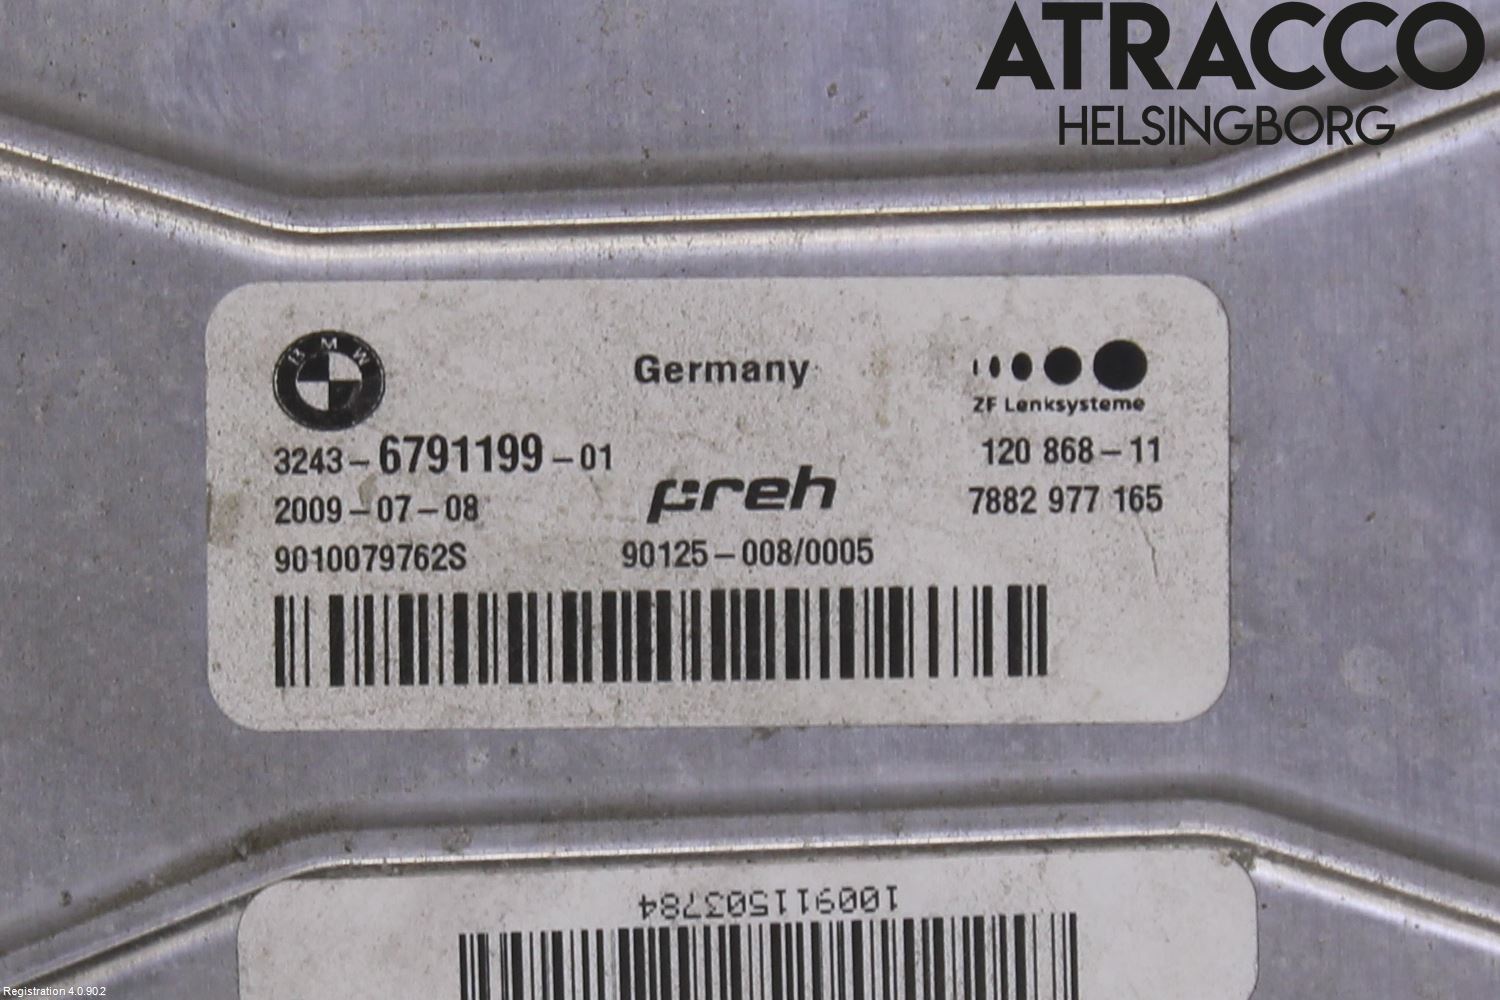 ATRACCO
HELSINGBORG
BMW
Germany
ZF Lenksysteme
3243-6791199-01
120 868-11
2009-07-08
preh
7882 977 165
9010079762S
90125-008/0005
100911503784
Registration 4.0.902